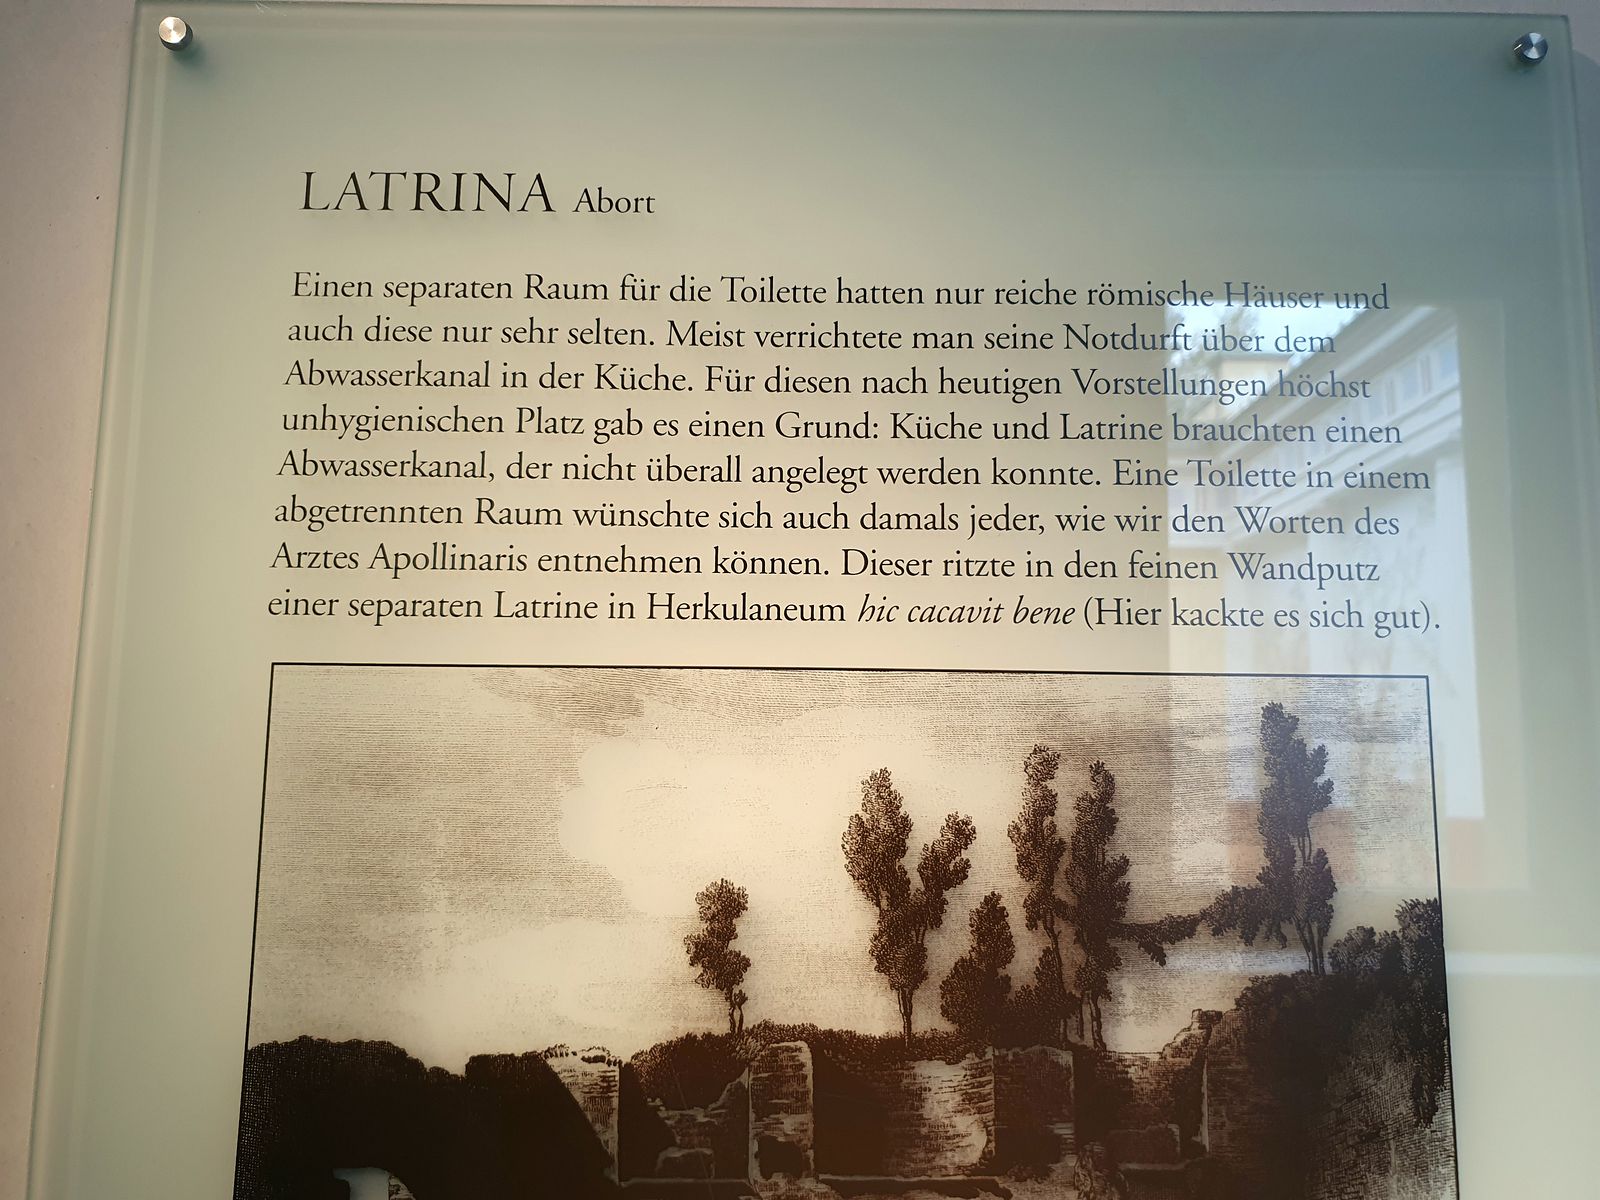 LATRINA Abort
Einen separaten Raum für die Toilette hatten nur reiche römische Häuser und
auch diese nur sehr selten. Meist verrichtete man seine Notdurft über dem
Abwasserkanal in der Küche. Für diesen nach heutigen Vorstellungen höchst
unhygienischen Platz gab es einen Grund: Küche und Latrine brauchten einen
Abwasserkanal, der nicht überall angelegt werden konnte. Eine Toilette in einem
abgetrennten Raum wünschte sich auch damals jeder, wie wir den Worten des
Arztes Apollinaris entnehmen können. Dieser ritzte in den feinen Wandputz
einer separaten Latrine in Herkulaneum hic cacavit bene (Hier kackte es sich gut).